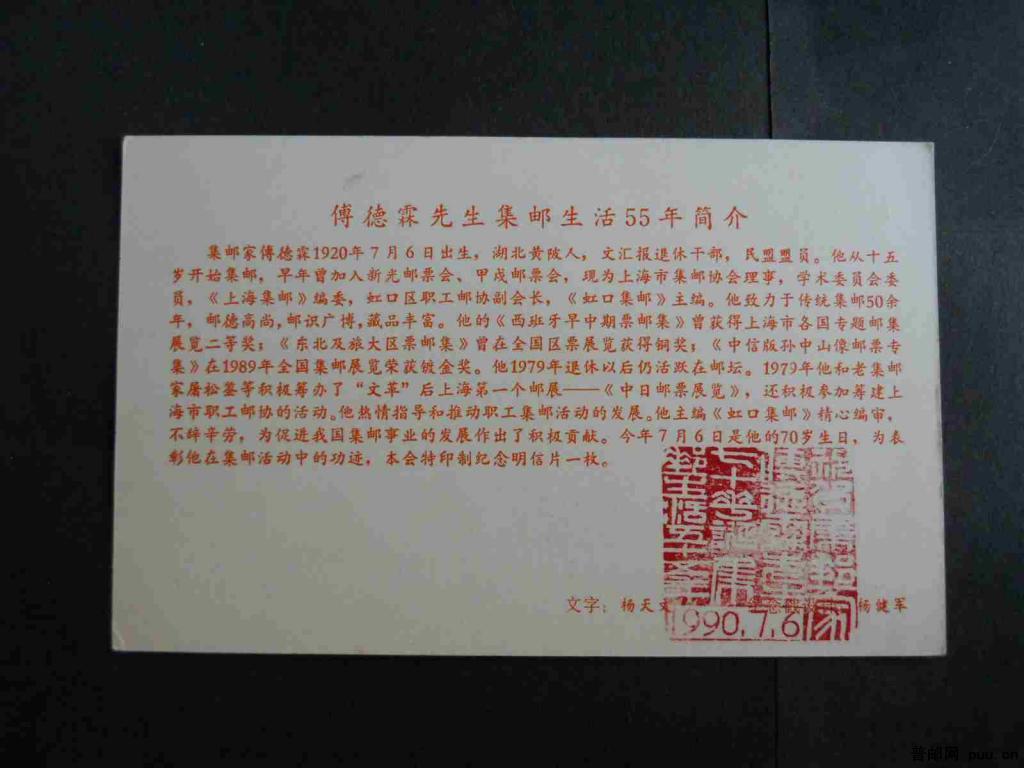 傅德霖先生集邮生活55年简介
集邮家傅德霖1920年7月6日出生，湖北黄陂人，文汇报退休干部，民盟盟员。他从十五
岁开始集邮，早年曾加入新光邮票会、甲戌邮票会，现为上海市集邮协会理事，学术委员会委
员，《上海集邮》编委，虹口区职工邮协副会长，《虹口集邮》主编。他致力于传统集邮50余
年，邮德高尚，邮识广博，藏品丰富。他的《西班牙早中期票邮集》曾获得上海市各国专题邮集
展览二等奖；《东北及旅大区票邮集》曾在全国区票展览获得铜奖；《中信版孙中山像邮票专
集》在1989年全国集邮展览荣获镀金奖。他1979年退休以后仍活跃在邮坛。1979年他和老集邮
家屠松鉴等积极筹办了“文革”后上海第一个邮展——《中日邮票展览》，还积极参加筹建上
海市职工邮协的活动。他热情指导和推动职工集邮活动的发展。他主编《虹口集邮》精心编审，
不辞辛劳，为促进我国集邮事业的发展作出了积极贡献。今年7月6日是他的70岁生日，为表
彰他在集邮活动中的功迹，本会特印制纪念明信片一枚。
文字：杨天 杨健军
1990.7.6
普邮网 puu.cn